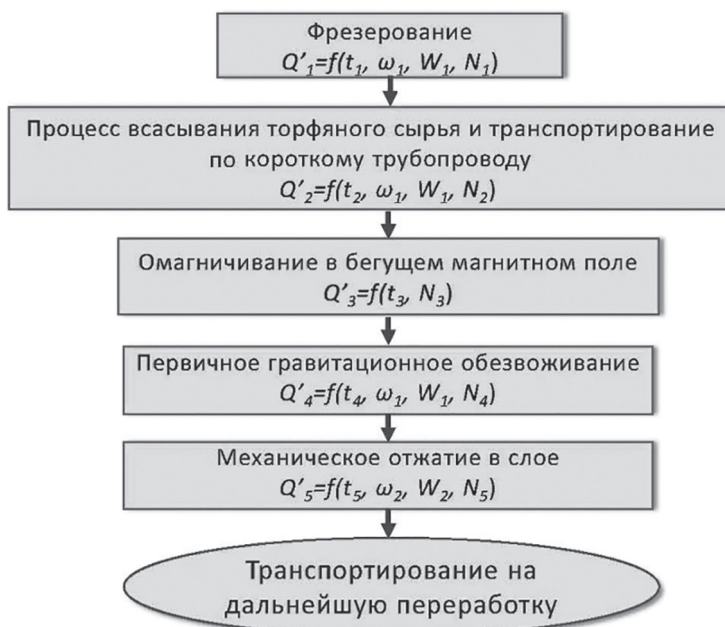 Фрезерование
Q'₁=f(t₁, ω₁, W₁, N₁)
Процесс всасывания торфяного сырья и транспортирование
по короткому трубопроводу
Q'₂=f(t₂, ω₁, W₁, N₂)
Омагничивание в бегущем магнитном поле
Q'₃=f(t₃, N₃)
Первичное гравитационное обезвоживание
Q'₄=f(t₄, ω₁, W₁, N₄)
Механическое отжатие в слое
Q'₅=f(t₅, ω₂, W₂, N₅)
Транспортирование на
дальнейшую переработку